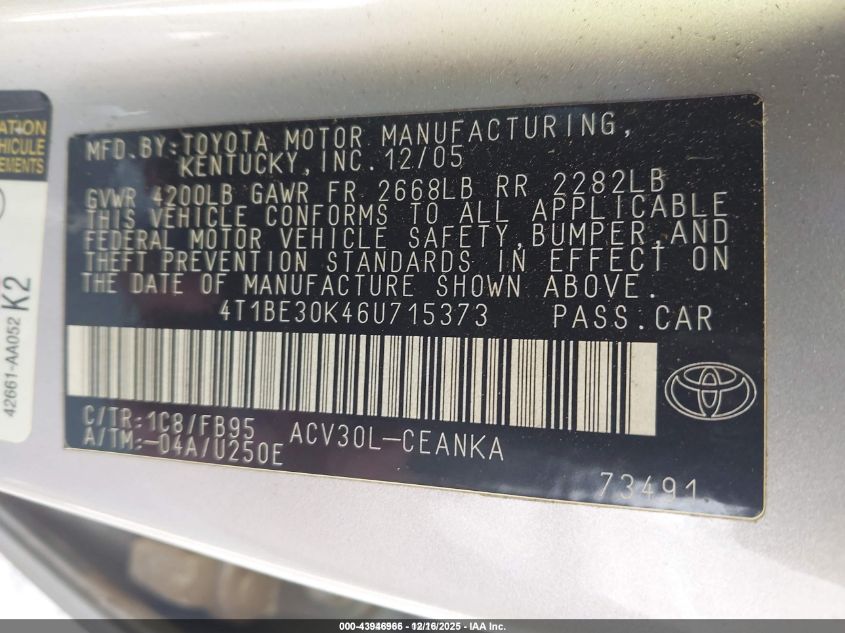 ATION
VEHICULE
EMENTS
42661-AA052 K2
MFD.BY:TOYOTA MOTOR MANUFACTURING,
KENTUCKY,INC.12/05
GVWR 4200LB GAWR FR 2668LB RR 2282LB
THIS VEHICLE CONFORMS TO ALL APPLICABLE
FEDERAL MOTOR VEHICLE SAFETY,BUMPER,AND
THEFT PREVENTION STANDARDS IN EFFECT ON
THE DATE OF MANUFACTURE SHOWN ABOVE.
4T1BE30K46U715373 PASS.CAR
C/TR:1C8/FB95 ACV30L-CEANKA
A/TM:-04A/U250E
73491
000-43946966 - 12/16/2025 - IAA Inc.